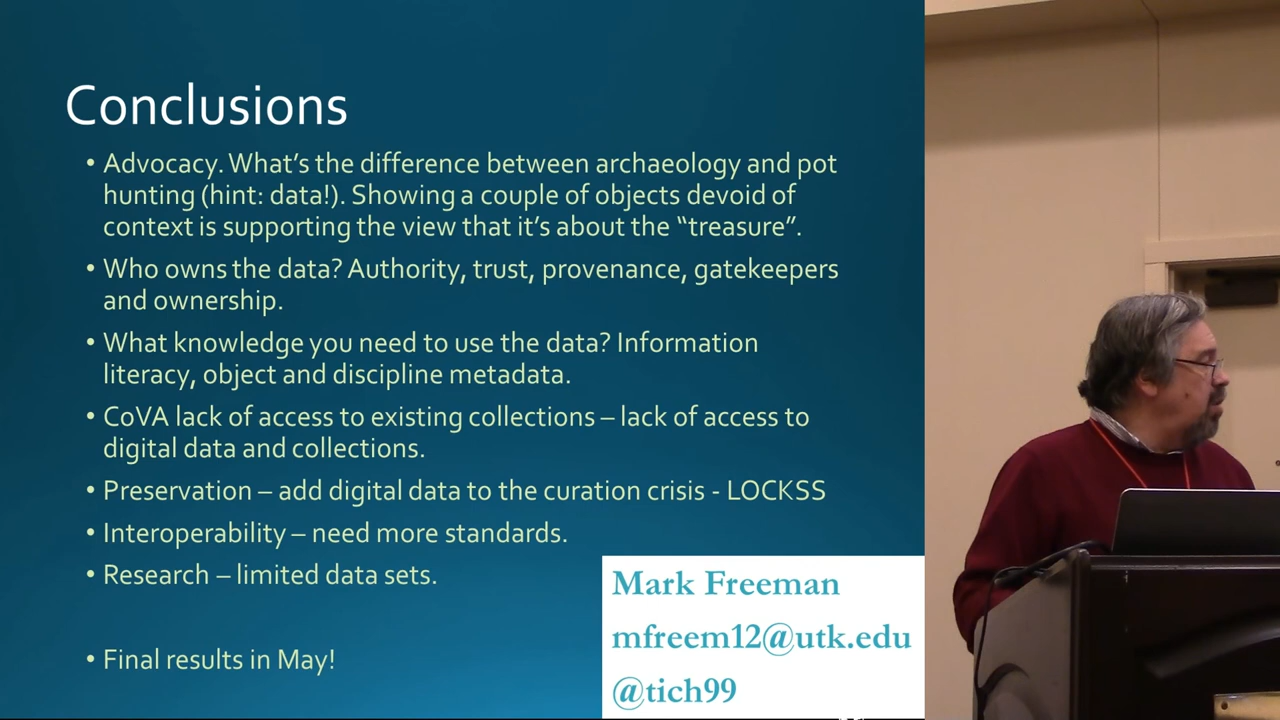 Conclusions
• Advocacy. What's the difference between archaeology and pot
hunting (hint: data!). Showing a couple of objects devoid of
context is supporting the view that it's about the “treasure”.
• Who owns the data? Authority, trust, provenance, gatekeepers
and ownership.
• What knowledge you need to use the data? Information
literacy, object and discipline metadata.
• CoVA lack of access to existing collections – lack of access to
digital data and collections.
• Preservation – add digital data to the curation crisis - LOCKSS
• Interoperability – need more standards.
• Research – limited data sets.
• Final results in May!
Mark Freeman
mfreem12@utk.edu
@tich99